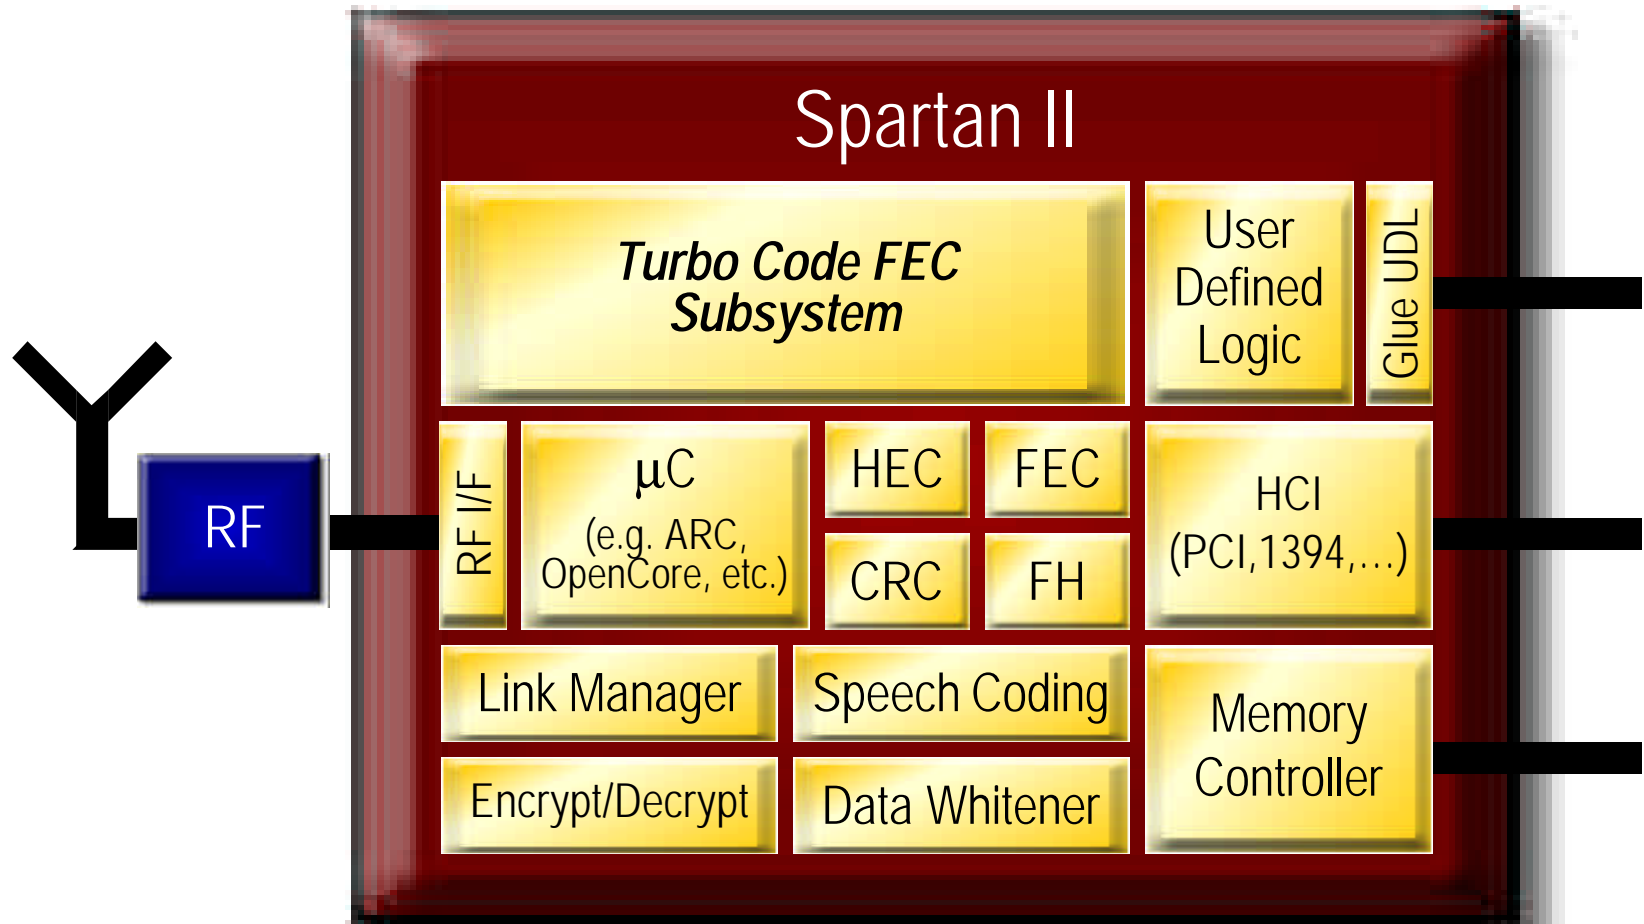 Spartan II
Turbo Code FEC
Subsystem
User
Defined
Logic
Glue UDL
RF
RF I/F
µC
(e.g. ARC,
OpenCore, etc.)
HEC
FEC
CRC
FH
HCI
(PCI,1394,...)
Link Manager
Speech Coding
Memory
Controller
Encrypt/Decrypt
Data Whitener